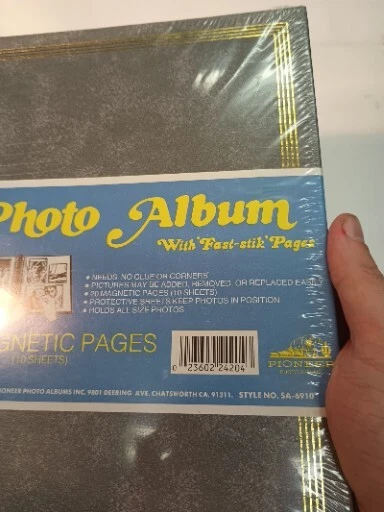 Photo Album
With "Fast-stik" Pages
• NEEDS NO GLUE OR CORNERS
• PICTURES MAY BE ADDED, REMOVED, OR REPLACED EASILY
• 20 MAGNETIC PAGES (10 SHEETS)
• PROTECTIVE SHEETS KEEP PHOTOS IN POSITION
• HOLDS ALL SIZE PHOTOS
GNETIC PAGES
(10 SHEETS)
0 23602 24204
PIONEER
PIONEER PHOTO ALBUMS INC. 9801 DEERING AVE. CHATSWORTH CA. 91311. STYLE NO. SA-6910